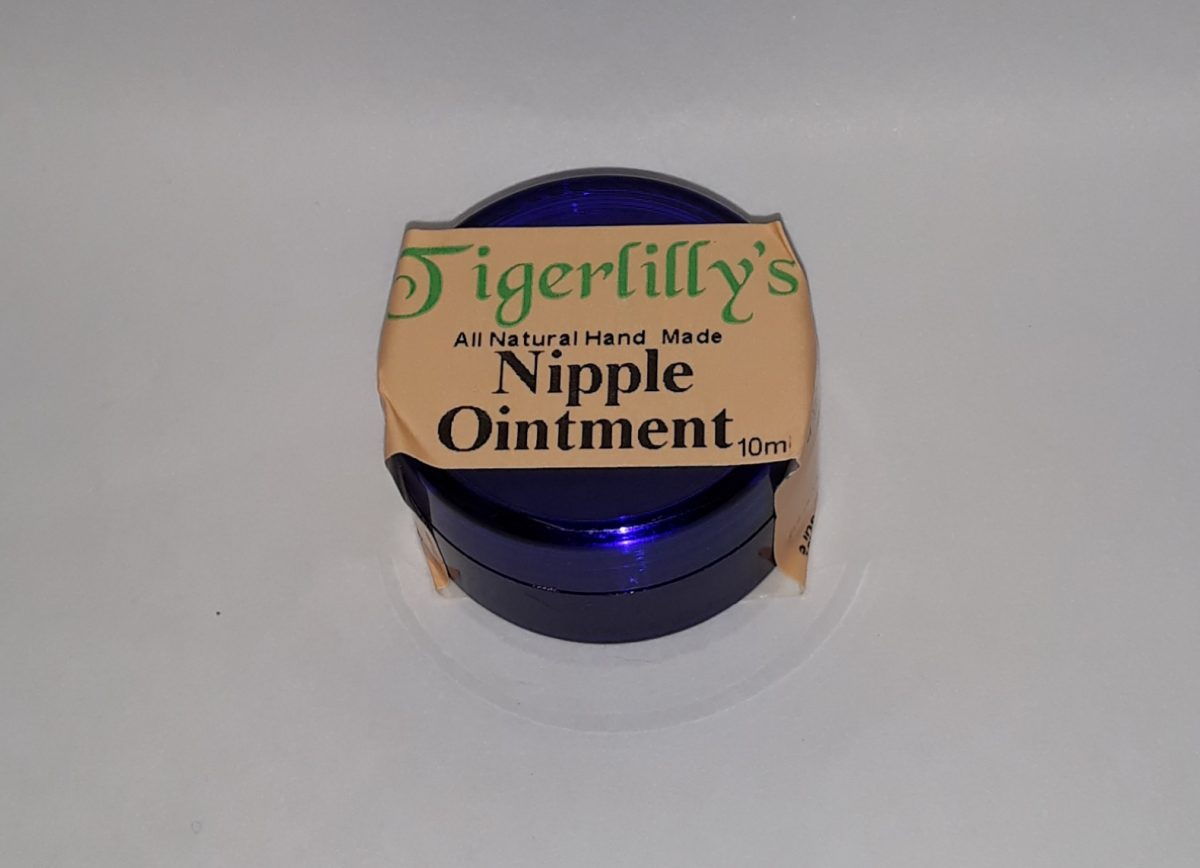 Tigerlilly's
All Natural Hand Made
Nipple
Ointment
10ml